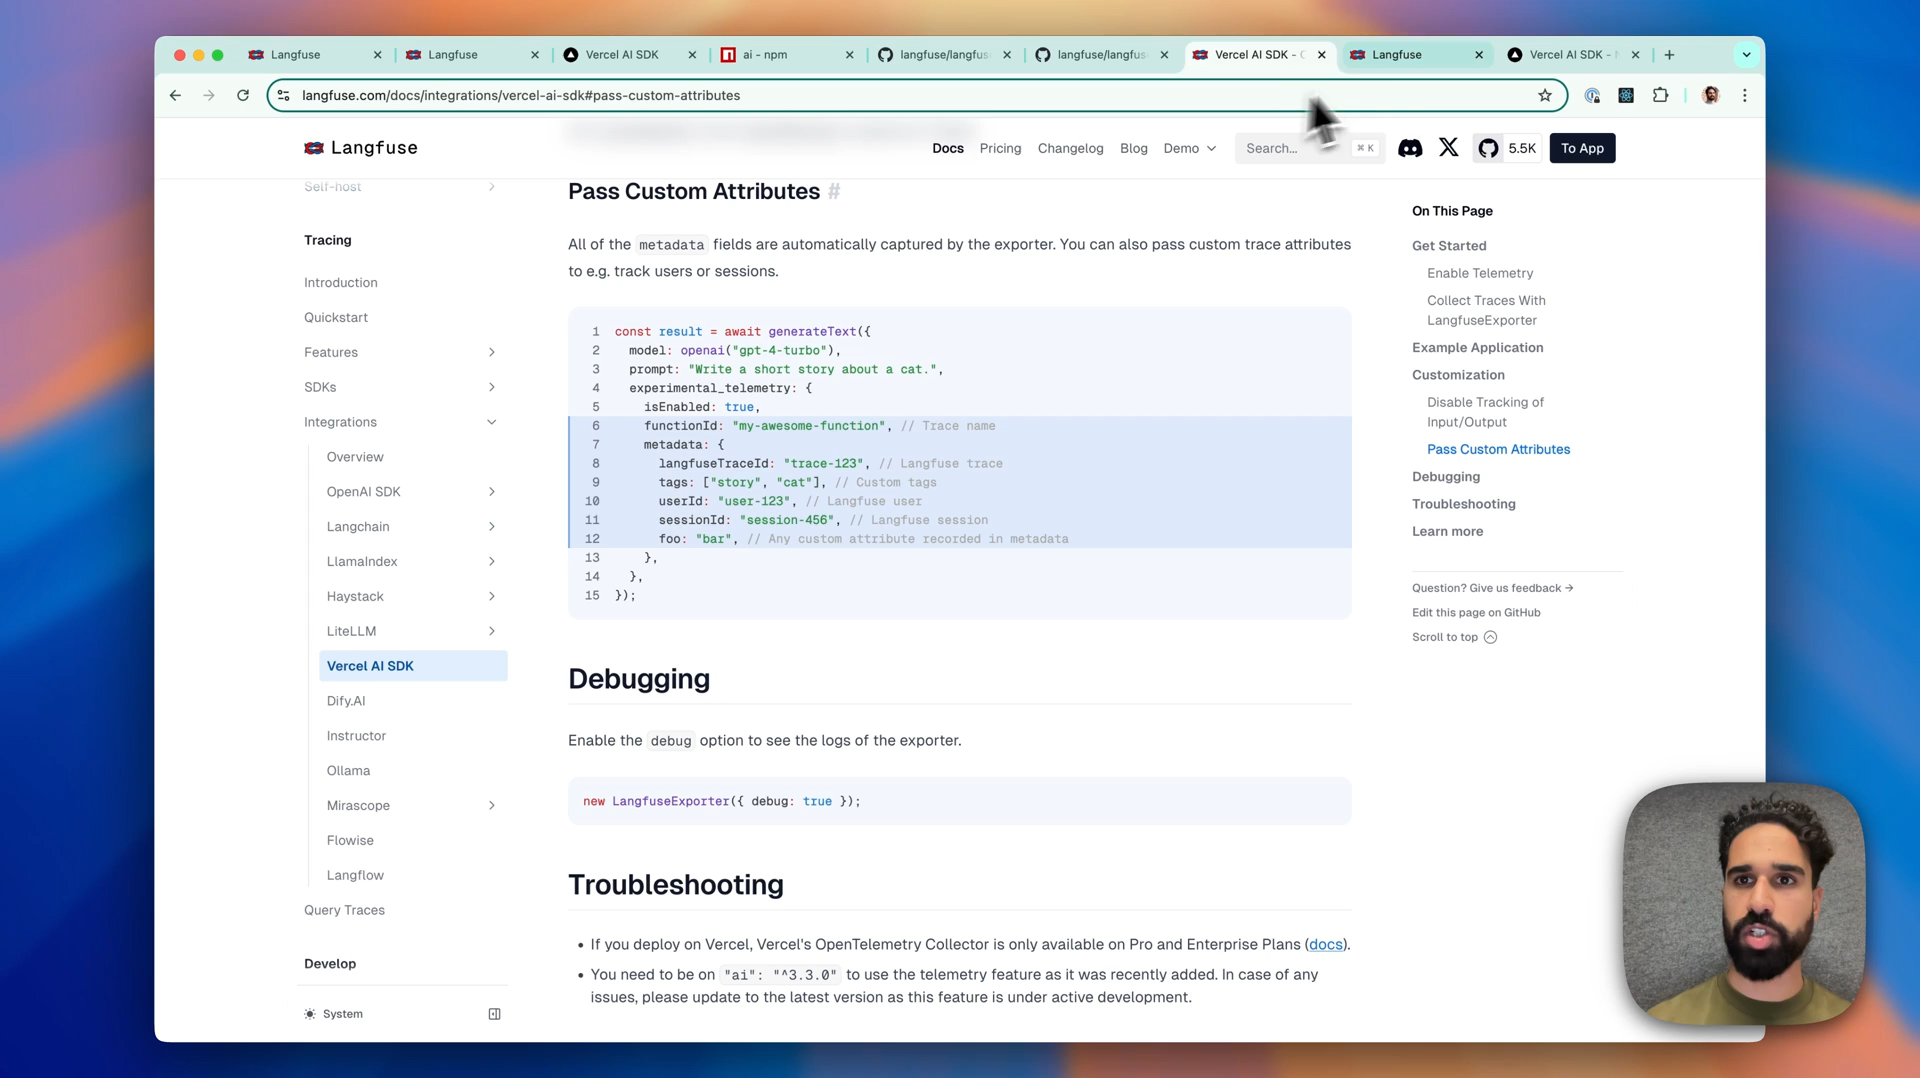 Langfuse
Langfuse
Vercel AI SDK
ai - npm
langfuse/langfus
langfuse/langfus
Vercel AI SDK - C
Langfuse
Vercel AI SDK -
langfuse.com/docs/integrations/vercel-ai-sdk#pass-custom-attributes
Langfuse
Docs
Pricing
Changelog
Blog
Demo
Search...
⌘ K
5.5K
To App
Self-host
Tracing
Introduction
Quickstart
Features
SDKs
Integrations
Overview
OpenAI SDK
Langchain
LlamaIndex
Haystack
LiteLLM
Vercel AI SDK
Dify.AI
Instructor
Ollama
Mirascope
Flowise
Langflow
Query Traces
Develop
System
Pass Custom Attributes #
All of the metadata fields are automatically captured by the exporter. You can also pass custom trace attributes
to e.g. track users or sessions.
1 const result = await generateText({
2 model: openai("gpt-4-turbo"),
3 prompt: "Write a short story about a cat.",
4 experimental_telemetry: {
5 isEnabled: true,
6 functionId: "my-awesome-function", // Trace name
7 metadata: {
8 langfuseTraceId: "trace-123", // Langfuse trace
9 tags: ["story", "cat"], // Custom tags
10 userId: "user-123", // Langfuse user
11 sessionId: "session-456", // Langfuse session
12 foo: "bar", // Any custom attribute recorded in metadata
13 },
14 },
15 });
Debugging
Enable the debug option to see the logs of the exporter.
new LangfuseExporter({ debug: true });
Troubleshooting
• If you deploy on Vercel, Vercel's OpenTelemetry Collector is only available on Pro and Enterprise Plans (docs).
• You need to be on "ai": "^3.3.0" to use the telemetry feature as it was recently added. In case of any
issues, please update to the latest version as this feature is under active development.
On This Page
Get Started
Enable Telemetry
Collect Traces With
LangfuseExporter
Example Application
Customization
Disable Tracking of
Input/Output
Pass Custom Attributes
Debugging
Troubleshooting
Learn more
Question? Give us feedback →
Edit this page on GitHub
Scroll to top